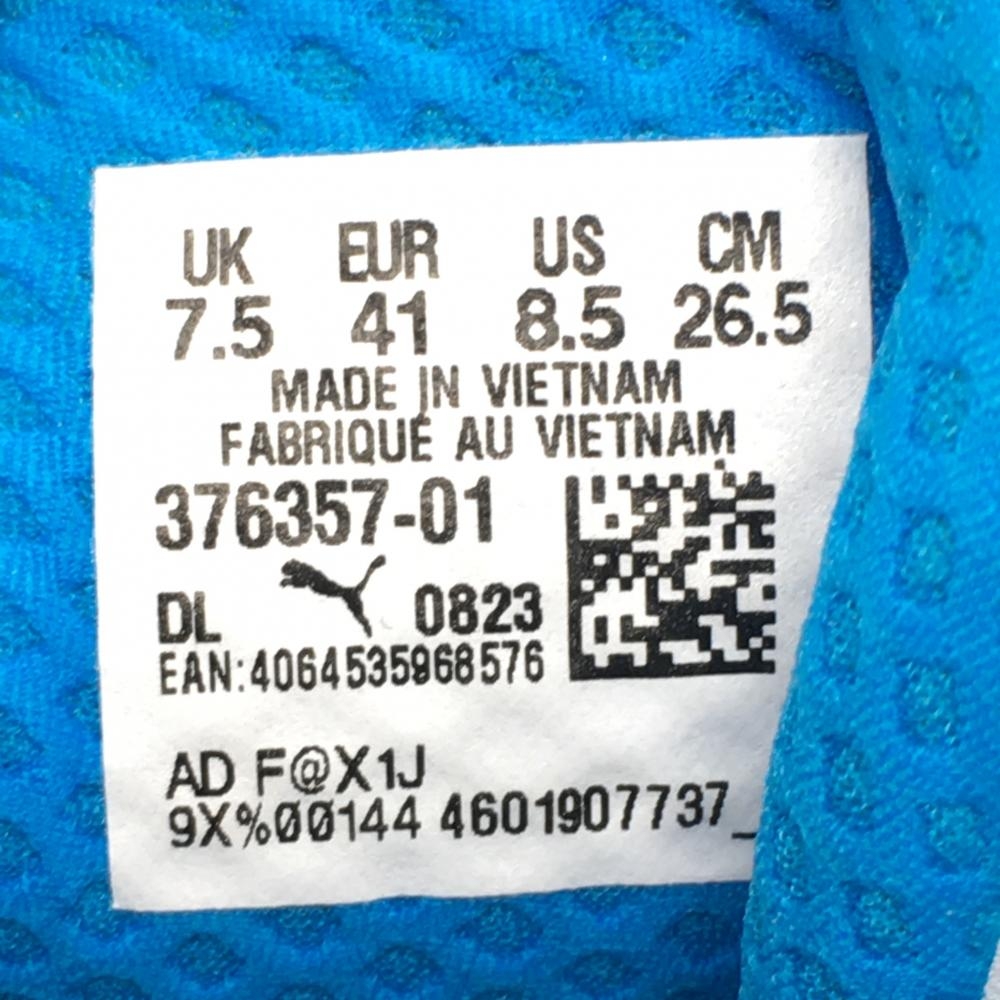 UK EUR US CM
7.5 41 8.5 26.5
MADE IN VIETNAM
FABRIQUÉ AU VIETNAM
376357-01
DL 0823
EAN:4064535968576
AD F@X1J
9X%00144 4601907737_